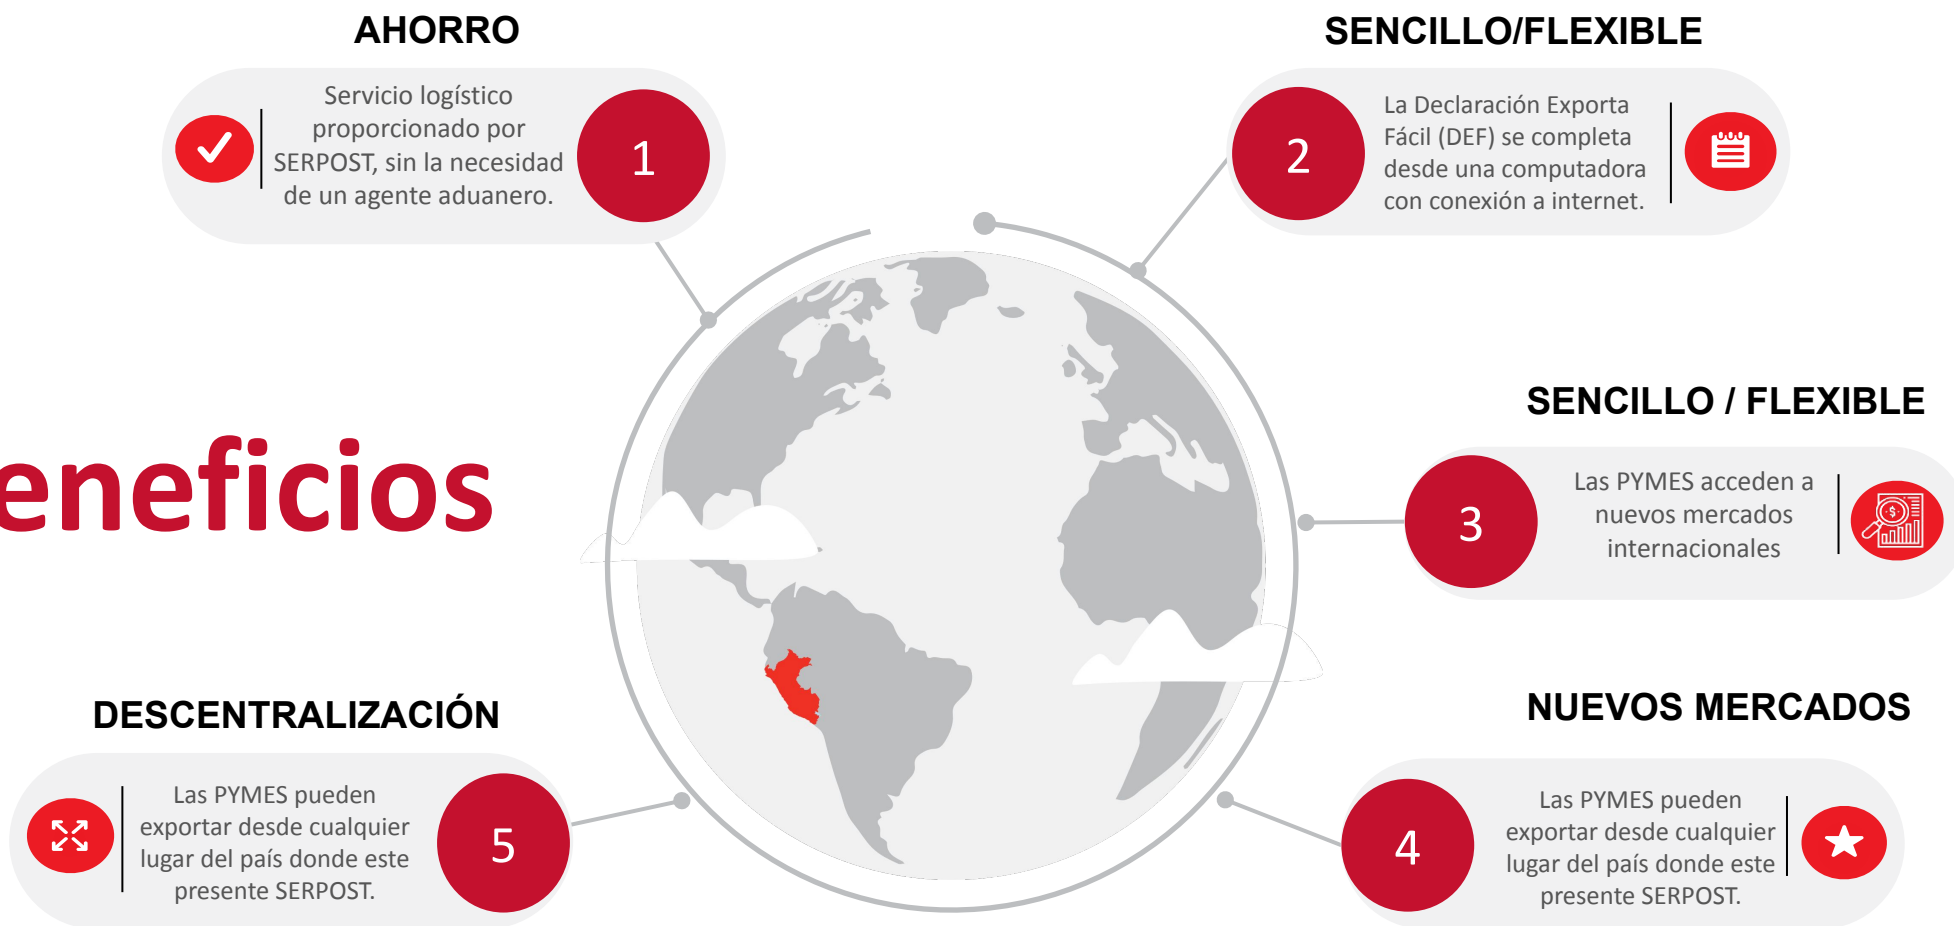 AHORRO
Servicio logístico
proporcionado por
SERPOST, sin la necesidad
de un agente aduanero.
1
SENCILLO/FLEXIBLE
2
La Declaración Exporta
Fácil (DEF) se completa
desde una computadora
con conexión a internet.
SENCILLO / FLEXIBLE
3
Las PYMES acceden a
nuevos mercados
internacionales
eneficios
NUEVOS MERCADOS
4
Las PYMES pueden
exportar desde cualquier
lugar del país donde este
presente SERPOST.
DESCENTRALIZACIÓN
Las PYMES pueden
exportar desde cualquier
lugar del país donde este
presente SERPOST.
5